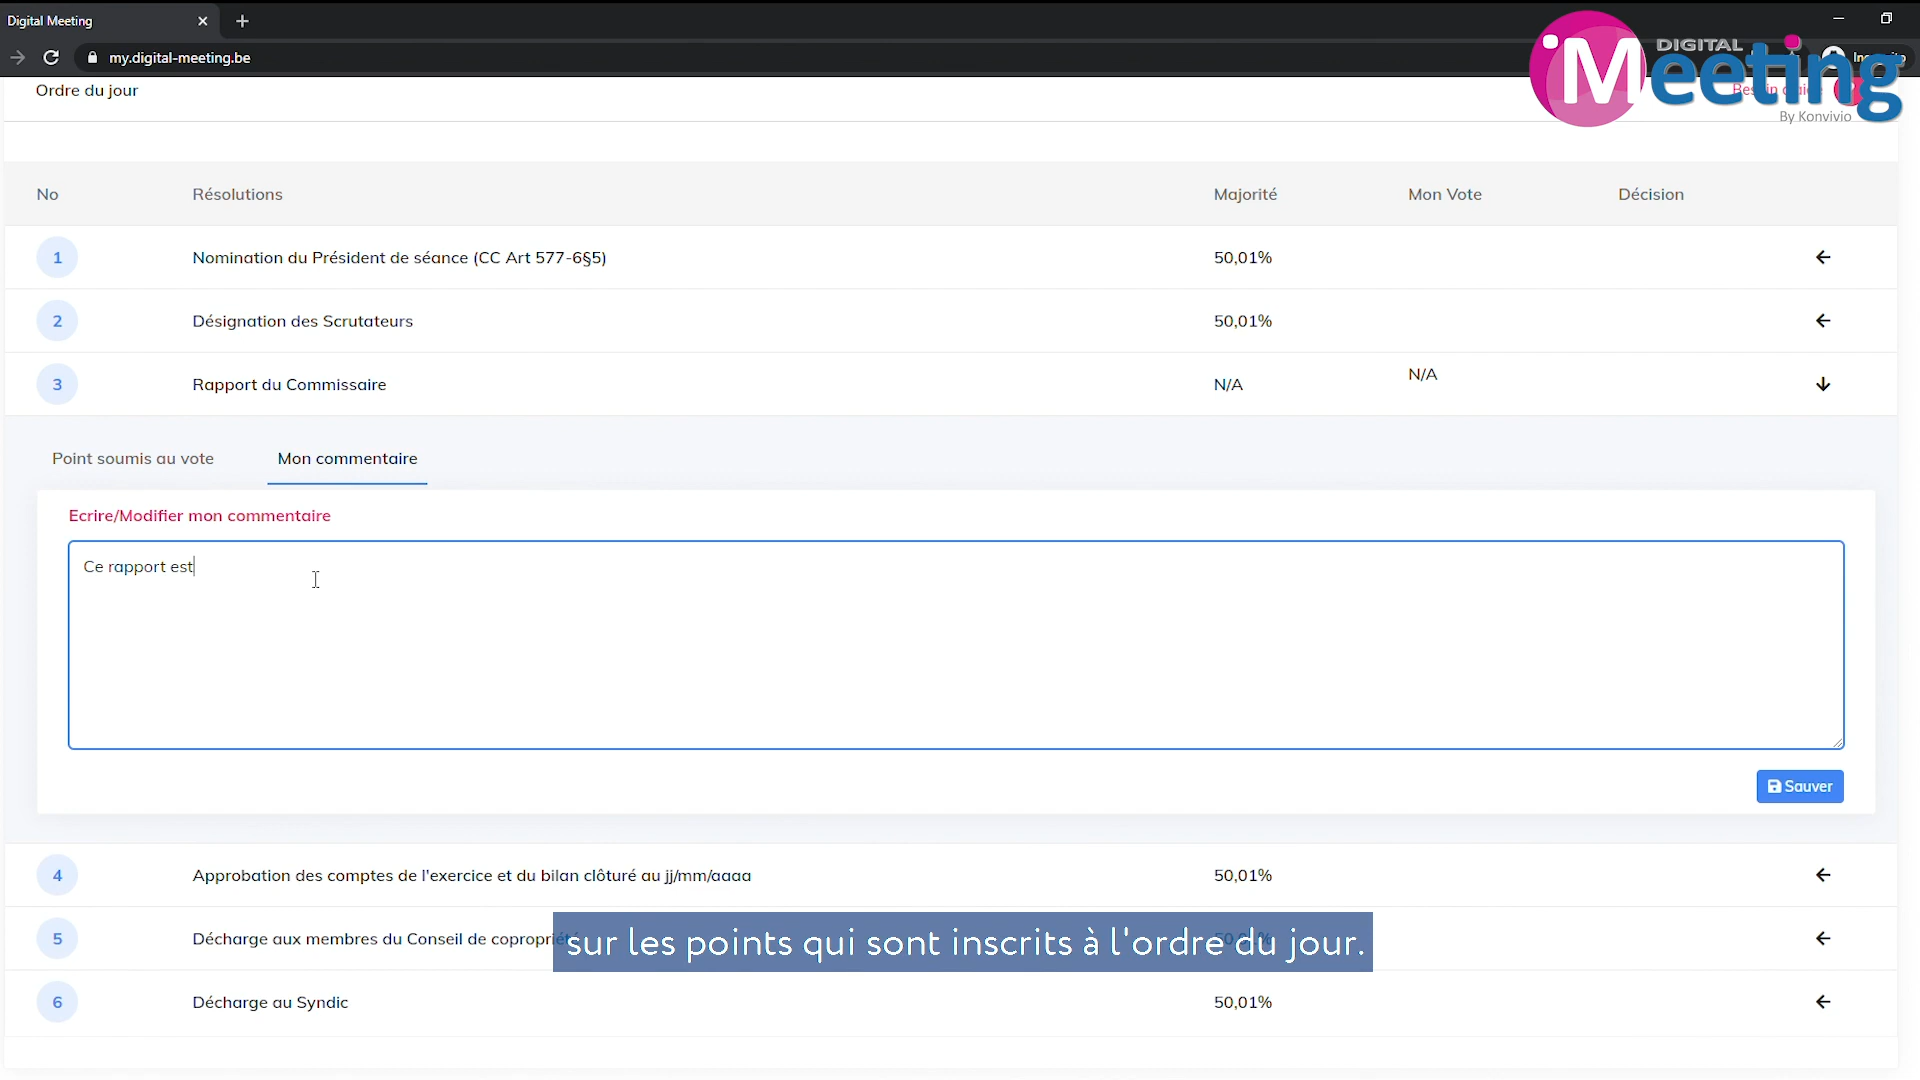 Digital Meeting
my.digital-meeting.be
DIGITAL
Meeting
By Konvivio
Ordre du jour
No Résolutions Majorité Mon Vote Décision
1 Nomination du Président de séance (CC Art 577-6§5) 50,01%
2 Désignation des Scrutateurs 50,01%
3 Rapport du Commissaire N/A N/A
Point soumis au vote Mon commentaire
Ecrire/Modifier mon commentaire
Ce rapport est
Sauver
4 Approbation des comptes de l'exercice et du bilan clôturé au jj/mm/aaaa 50,01%
5 Décharge aux membres du Conseil de copropriété
sur les points qui sont inscrits à l'ordre du jour.
6 Décharge au Syndic 50,01%